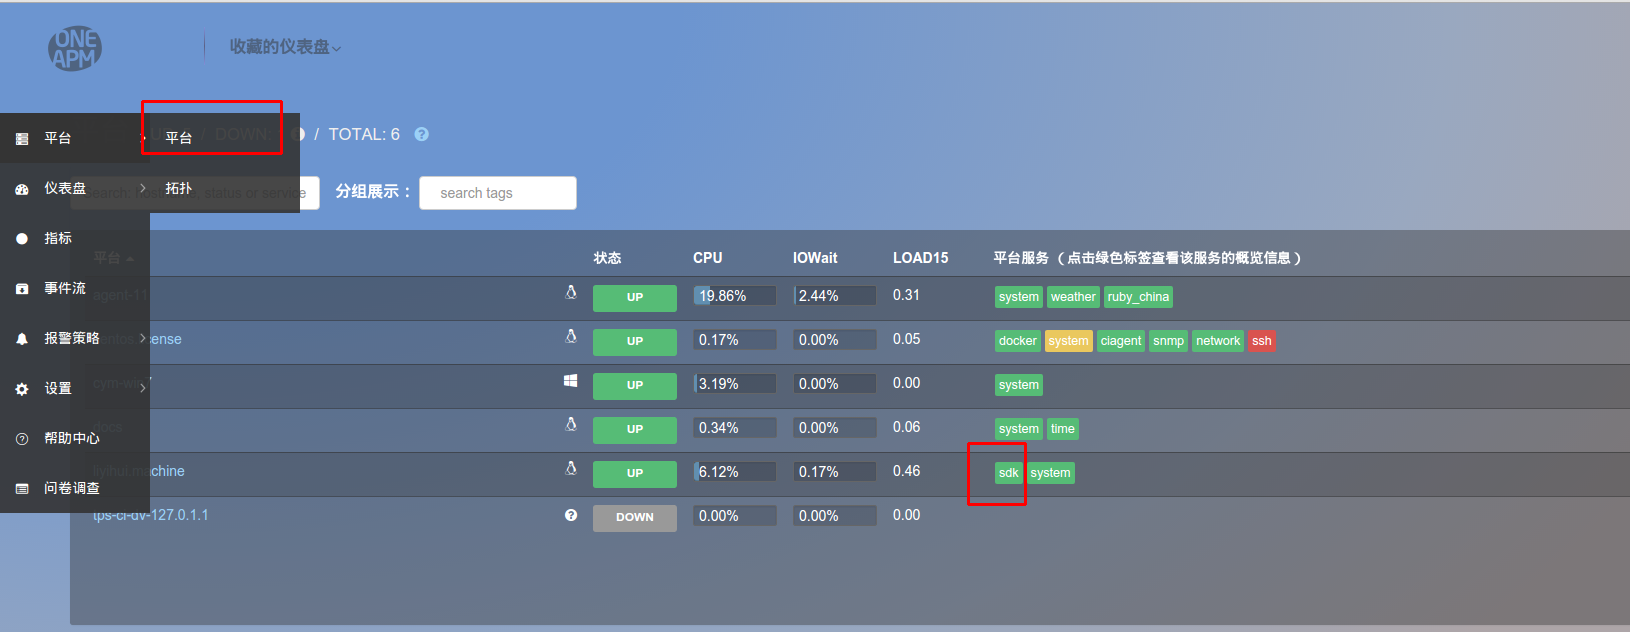 ONE
APM
收藏的仪表盘
平台
平台
DOWN:
/ TOTAL: 6
仪表盘
拓扑
status or service
分组展示：
search tags
指标
平台
状态
CPU
IOWait
LOAD15
平台服务 （点击绿色标签查看该服务的概览信息）
事件流
agent-11
UP
19.86%
2.44%
0.31
system
weather
ruby_china
报警策略
cense
UP
0.17%
0.00%
0.05
docker
system
ciagent
snmp
network
ssh
设置
UP
3.19%
0.00%
0.00
system
帮助中心
docs
UP
0.34%
0.00%
0.06
system
time
machine
UP
6.12%
0.17%
0.46
sdk
system
问卷调查
tps-ci-dv-127.0.1.1
DOWN
0.00%
0.00%
0.00